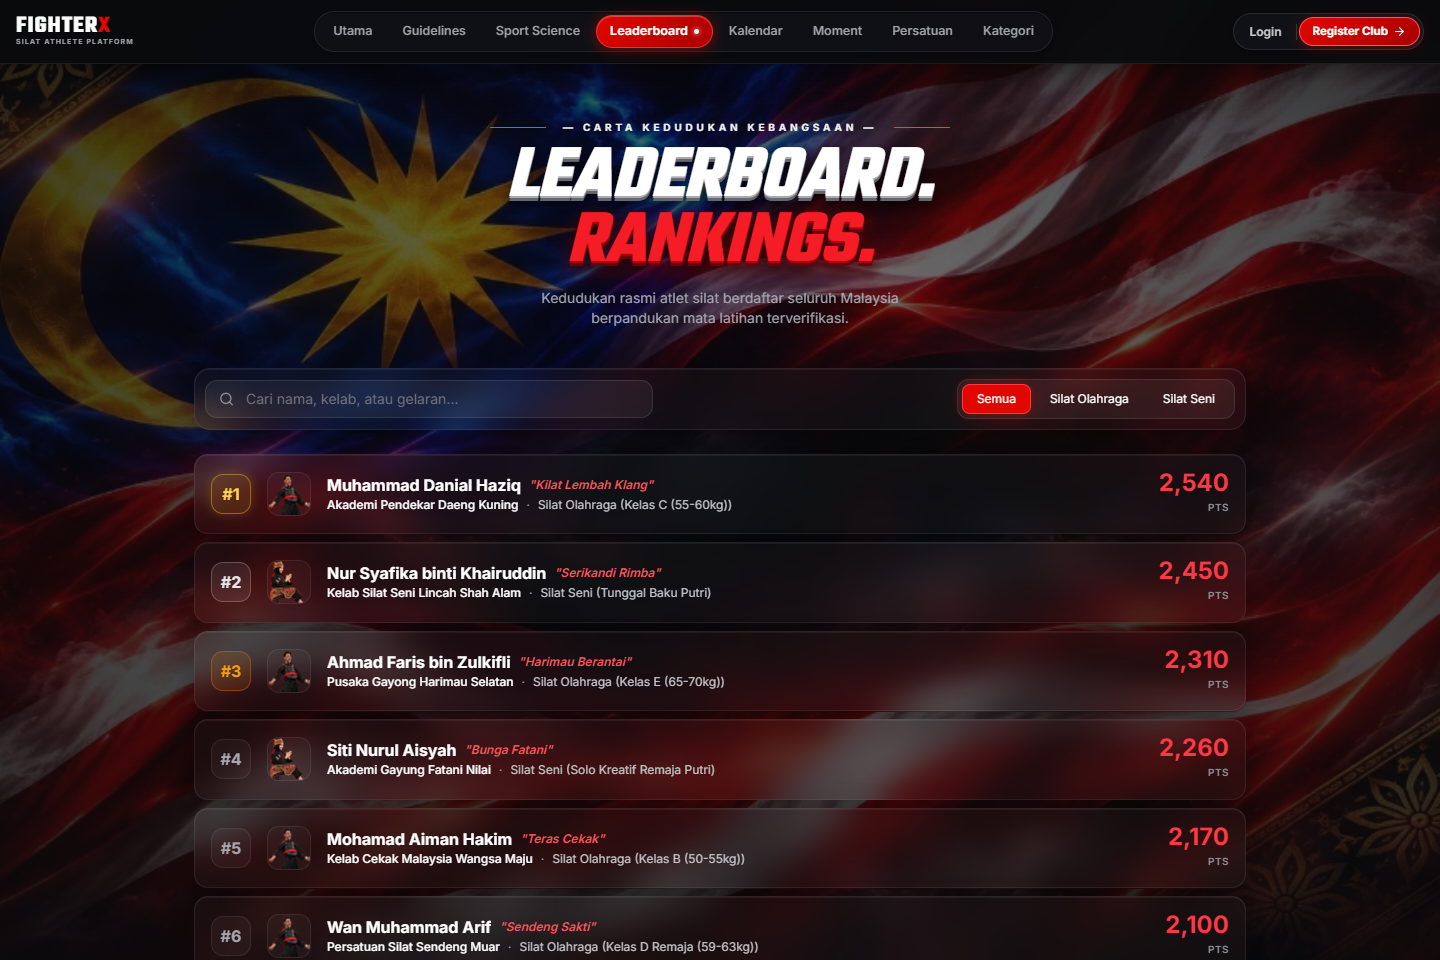 FIGHTERX
SILAT ATHLETE PLATFORM
Utama
Guidelines
Sport Science
Leaderboard
Kalendar
Moment
Persatuan
Kategori
Login
Register Club →
— CARTA KEDUDUKAN KEBANGSAAN —
LEADERBOARD.
RANKINGS.
Kedudukan rasmi atlet silat berdaftar seluruh Malaysia
berpandukan mata latihan terverifikasi.
Cari nama, kelab, atau gelaran...
Semua
Silat Olahraga
Silat Seni
#1
Muhammad Danial Haziq "Kilat Lembah Klang"
Akademi Pendekar Daeng Kuning · Silat Olahraga (Kelas C (55-60kg))
2,540
PTS
#2
Nur Syafika binti Khairuddin "Serikandi Rimba"
Kelab Silat Seni Lincah Shah Alam · Silat Seni (Tunggal Baku Putri)
2,450
PTS
#3
Ahmad Faris bin Zulkifli "Harimau Berantai"
Pusaka Gayong Harimau Selatan · Silat Olahraga (Kelas E (65-70kg))
2,310
PTS
#4
Siti Nurul Aisyah "Bunga Fatani"
Akademi Gayung Fatani Nilai · Silat Seni (Solo Kreatif Remaja Putri)
2,260
PTS
#5
Mohamad Aiman Hakim "Teras Cekak"
Kelab Cekak Malaysia Wangsa Maju · Silat Olahraga (Kelas B (50-55kg))
2,170
PTS
#6
Wan Muhammad Arif "Sendeng Sakti"
Persatuan Silat Sendeng Muar · Silat Olahraga (Kelas D Remaja (59-63kg))
2,100
PTS